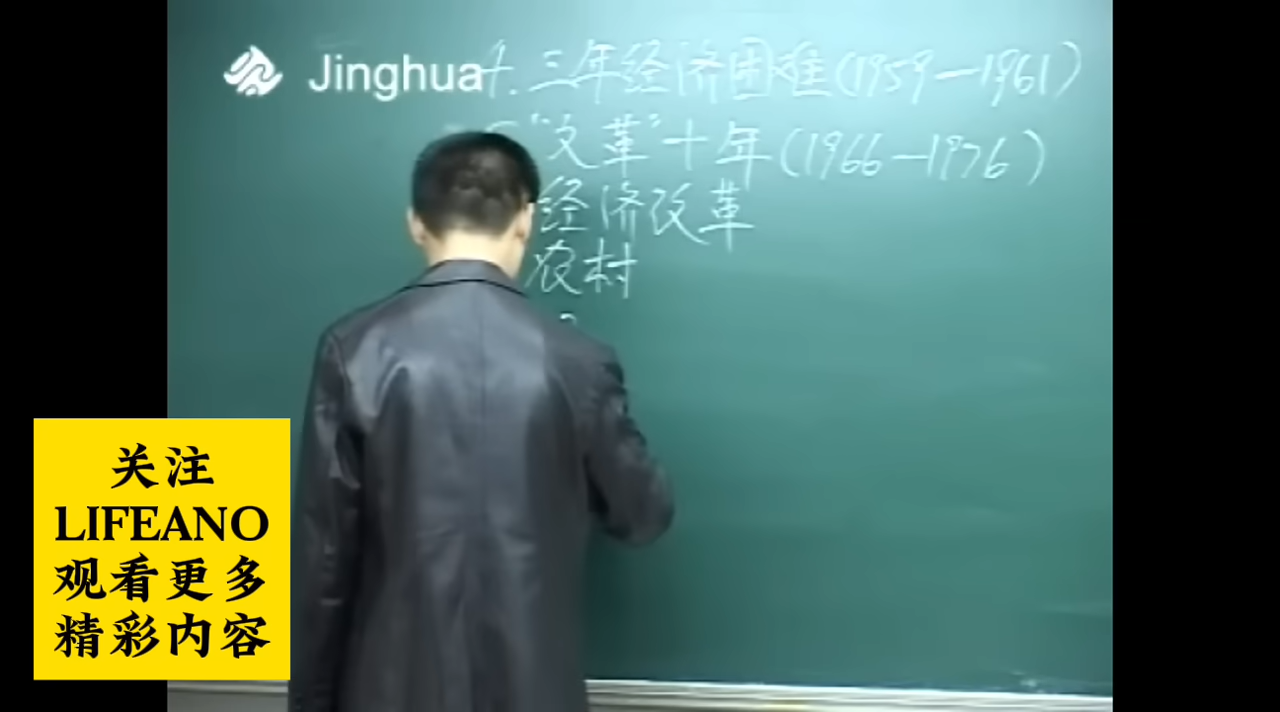 Jinghua
4.三年经济困难(1959—1961)
"文革"十年(1966—1976)
经济改革
农村
关注
LIFEANO
观看更多
精彩内容